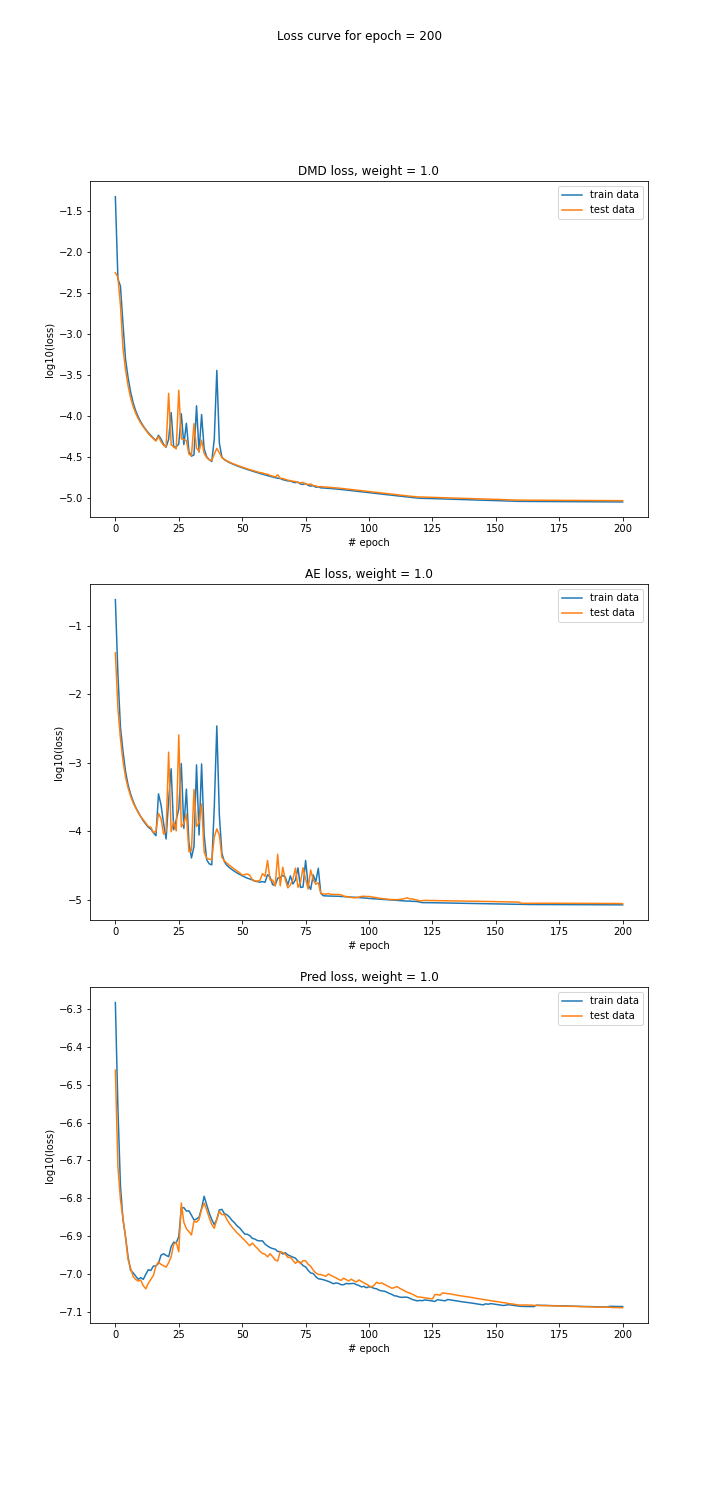 Loss curve for epoch = 200
DMD loss, weight = 1.0
train data
test data
−1.5
−2.0
−2.5
−3.0
−3.5
−4.0
−4.5
−5.0
log10(loss)
0 25 50 75 100 125 150 175 200
# epoch
AE loss, weight = 1.0
train data
test data
−1
−2
−3
−4
−5
log10(loss)
0 25 50 75 100 125 150 175 200
# epoch
Pred loss, weight = 1.0
train data
test data
−6.3
−6.4
−6.5
−6.6
−6.7
−6.8
−6.9
−7.0
−7.1
log10(loss)
0 25 50 75 100 125 150 175 200
# epoch